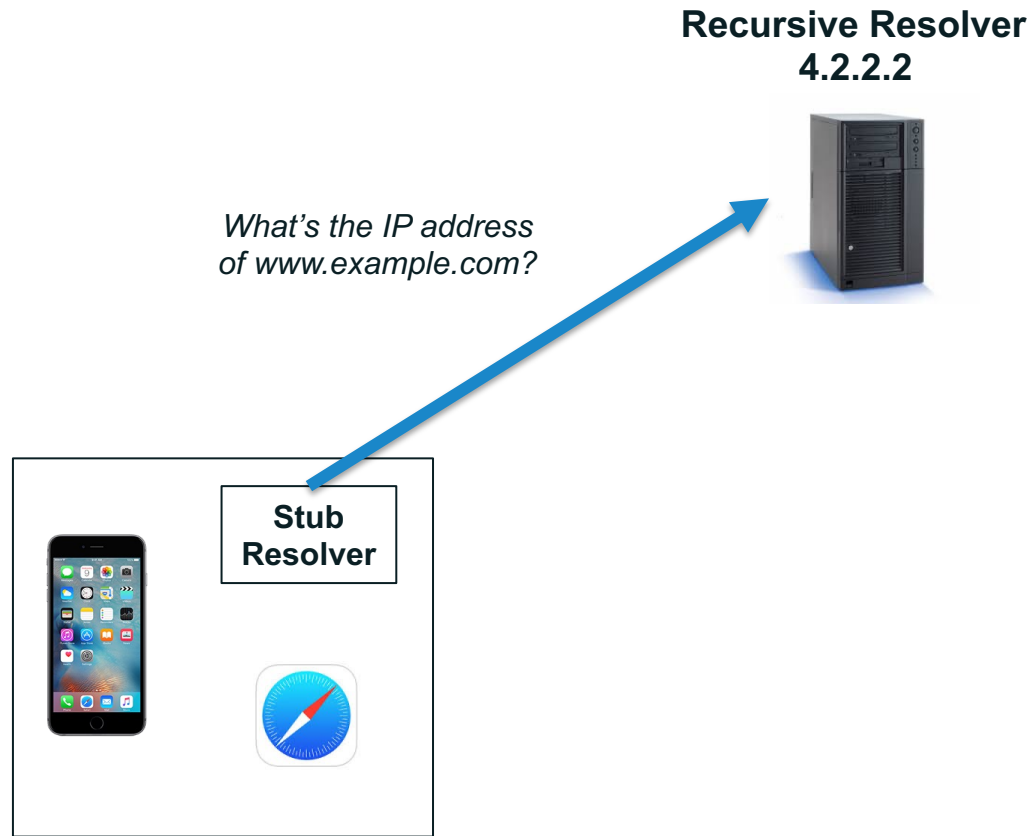 Recursive Resolver
4.2.2.2
What’s the IP address
of www.example.com?
Stub
Resolver